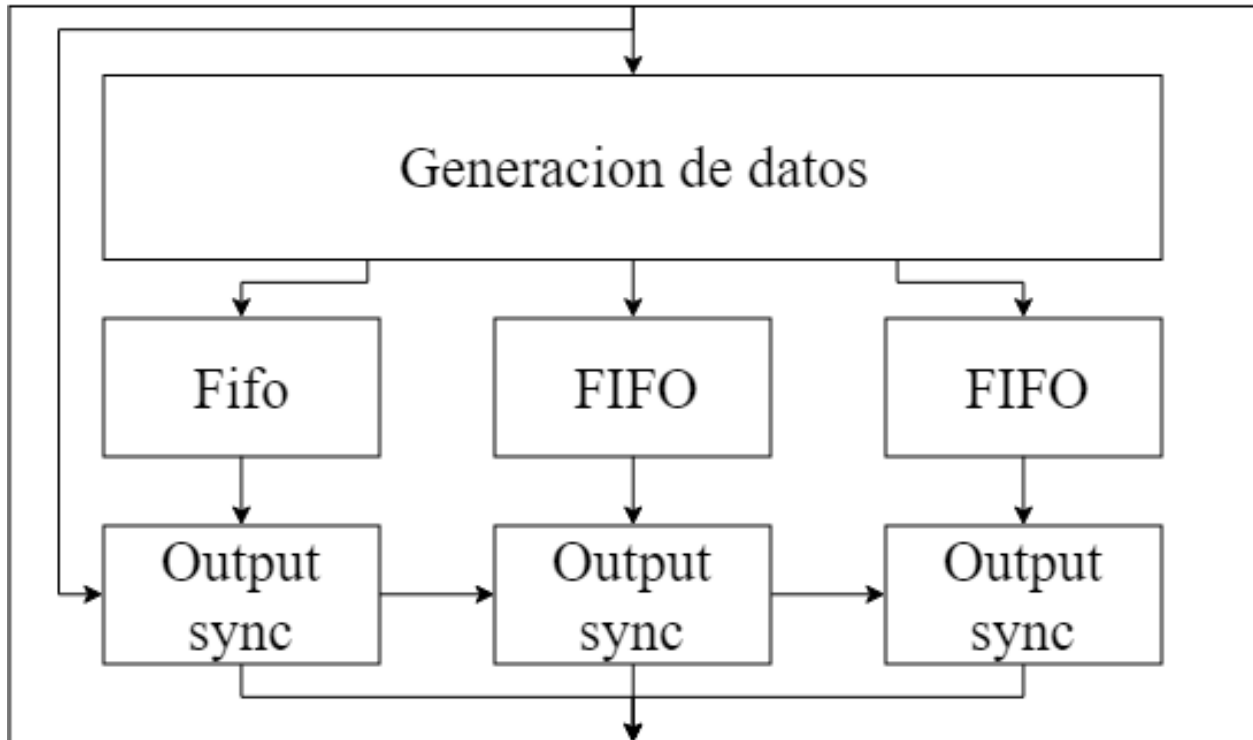 Generacion de datos
Fifo
FIFO
FIFO
Output
sync
Output
sync
Output
sync